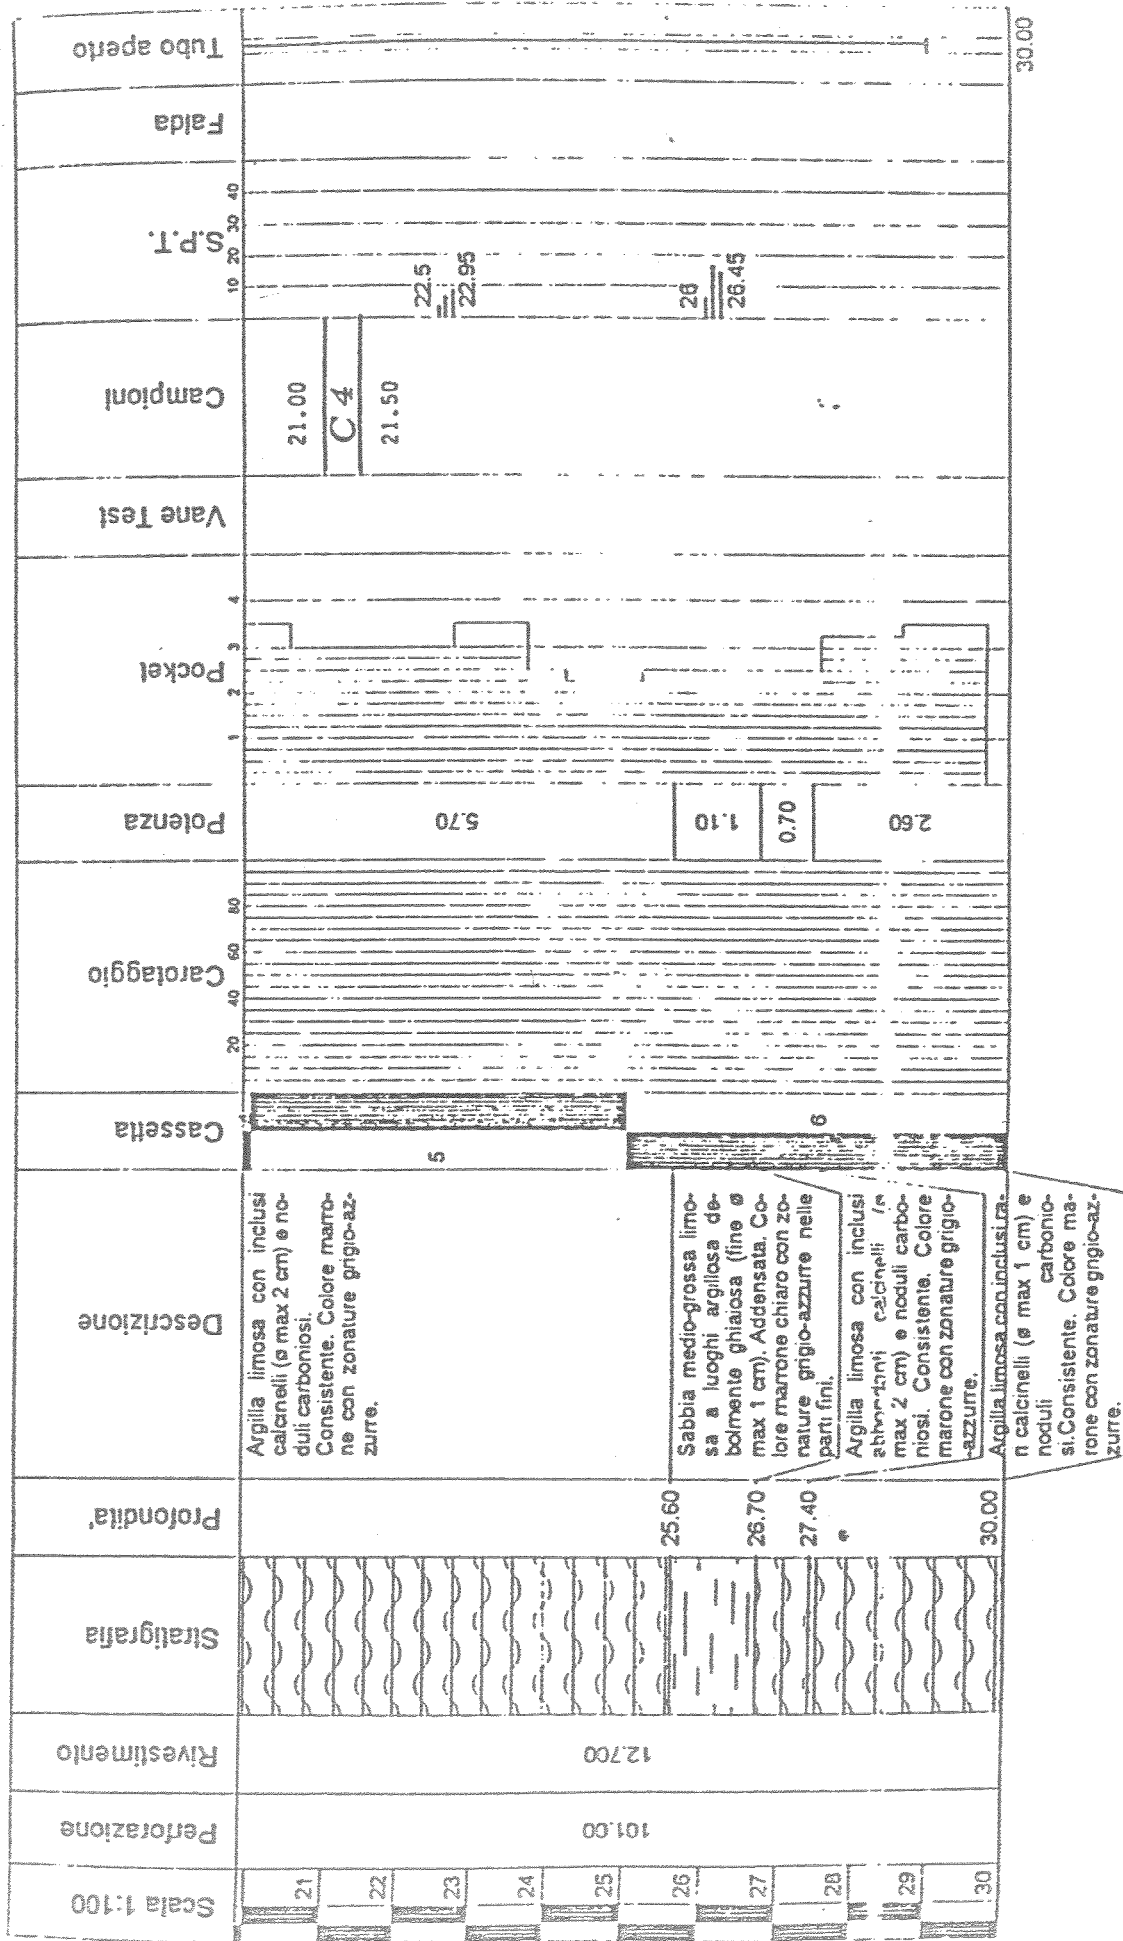 Scala 1:100
Perforazione
Rivestimento
Stratigrafia
Profondita'
Descrizione
Cassetta
Carotaggio
20 40 60 80
Potenza
Pocket
1 2 3 4
Vane Test
Campioni
S.P.T.
10 20 30 40
Falda
Tubo aperto
21
22
23
24
25
26
27
28
29
30
101.00
12.700
25.60
26.70
27.40
30.00
Argilla limosa con inclusi
calcinelli (ø max 2 cm) e no-
duli carboniosi.
Consistente. Colore marro-
ne con zonature grigio-az-
zurre.
Sabbia medio-grossa limo-
sa a luoghi argillosa de-
bolmente ghiaiosa (fine ø
max 1 cm). Addensata. Co-
lore marrone chiaro con zo-
nature grigio-azzurre nelle
parti fini.
Argilla limosa con inclusi
abbondanti calcinelli (ø
max 2 cm) e noduli carbo-
niosi. Consistente. Colore
marone con zonature grigio-
-azzurre.
Argilla limosa con inclusi ca-
n calcinelli (ø max 1 cm) e
noduli carbonio-
si.Consistente. Colore ma-
rone con zonature grigio-az-
zurre.
5
6
5.70
1.10
0.70
2.60
21.00
C4
21.50
22.5
22.95
26
26.45
30.00